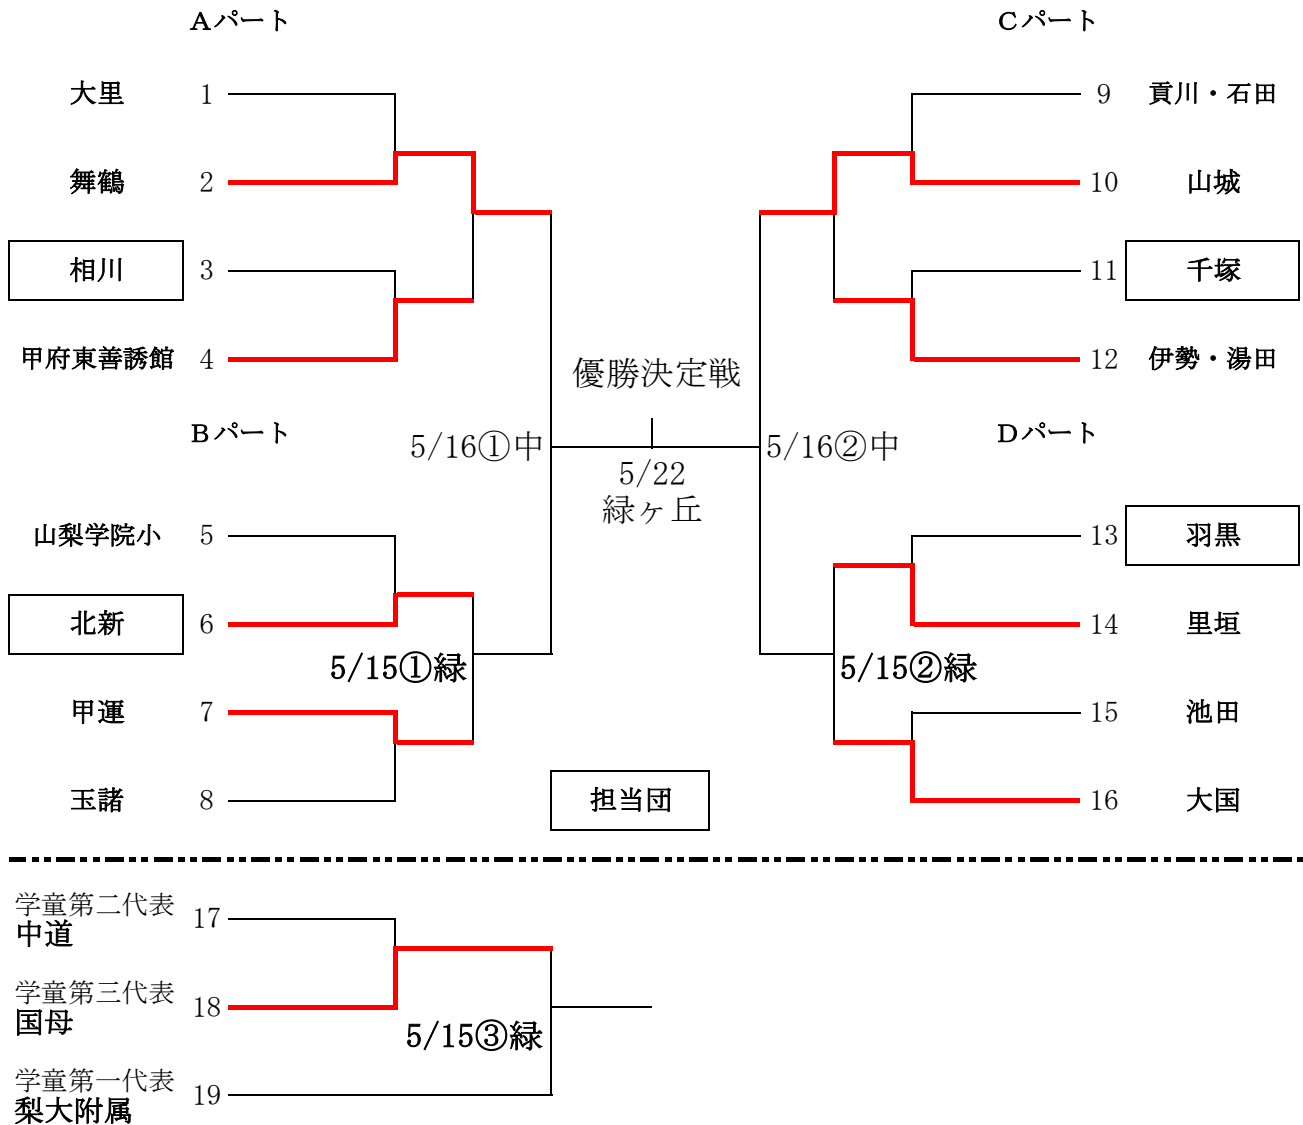 Aパート
大里 1
舞鶴 2
相川 3
甲府東善誘館 4
Bパート
山梨学院小 5
北新 6
甲運 7
玉諸 8
5/15①緑
5/16①中
優勝決定戦
5/22
緑ヶ丘
5/16②中
Cパート
9 貢川・石田
10 山城
11 千塚
12 伊勢・湯田
Dパート
13 羽黒
14 里垣
15 池田
16 大国
5/15②緑
担当団
学童第二代表
中道 17
学童第三代表
国母 18
学童第一代表
梨大附属 19
5/15③緑